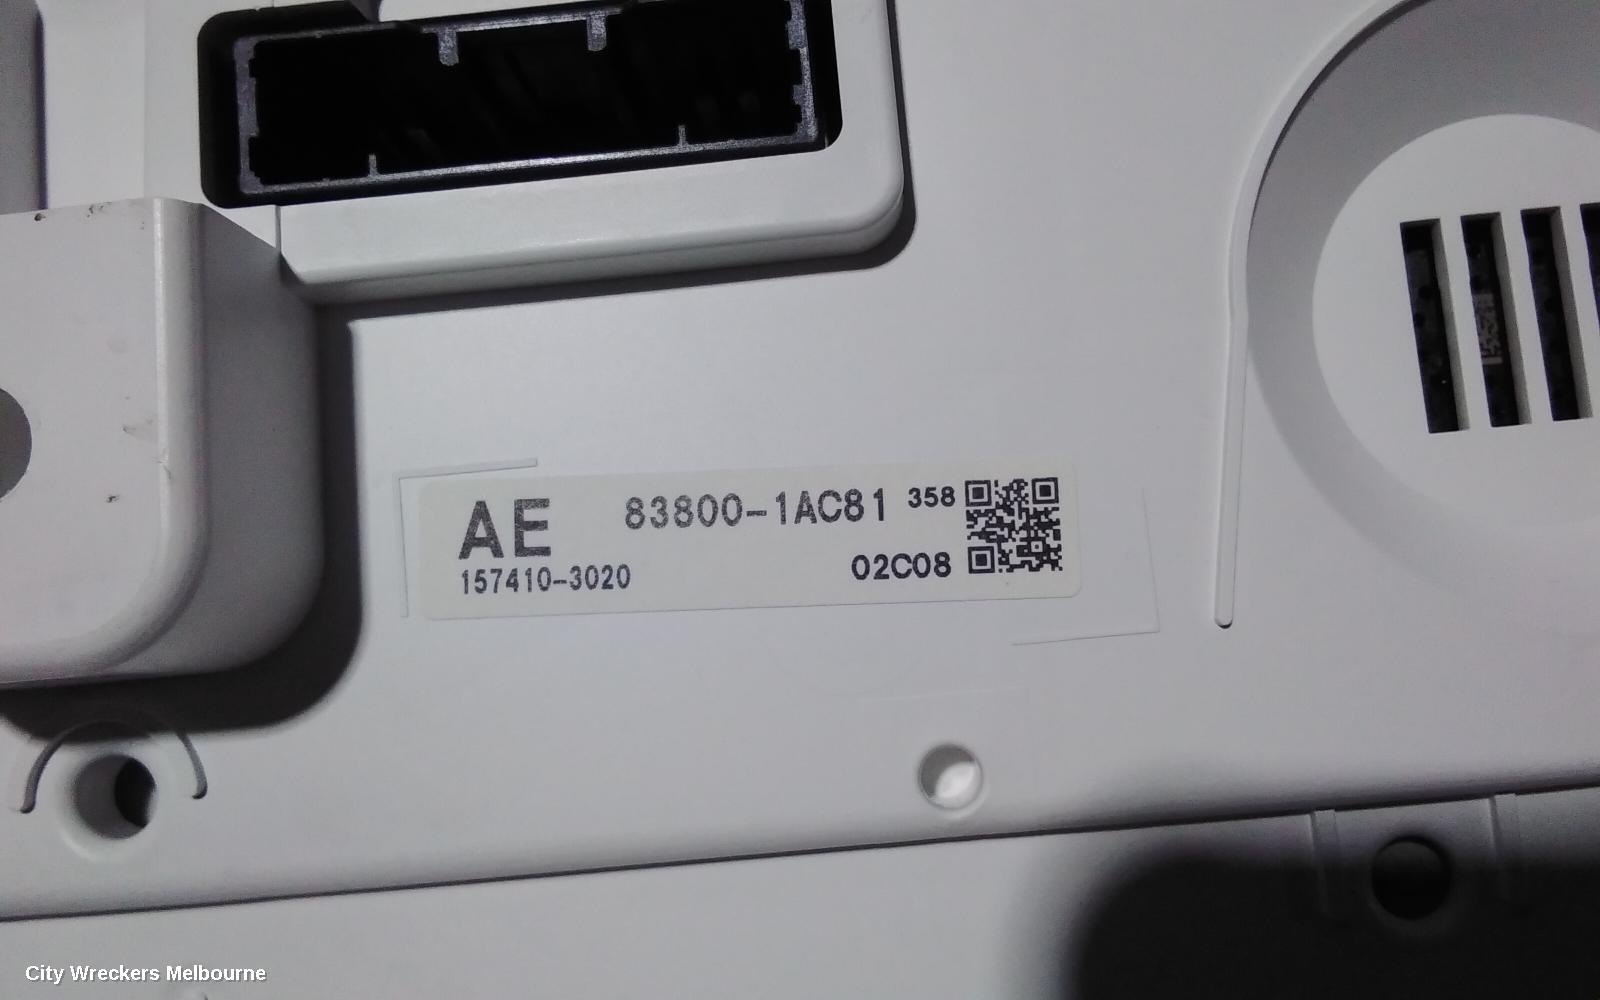 AE 83800-1AC81 358
157410-3020 02C08
City Wreckers Melbourne